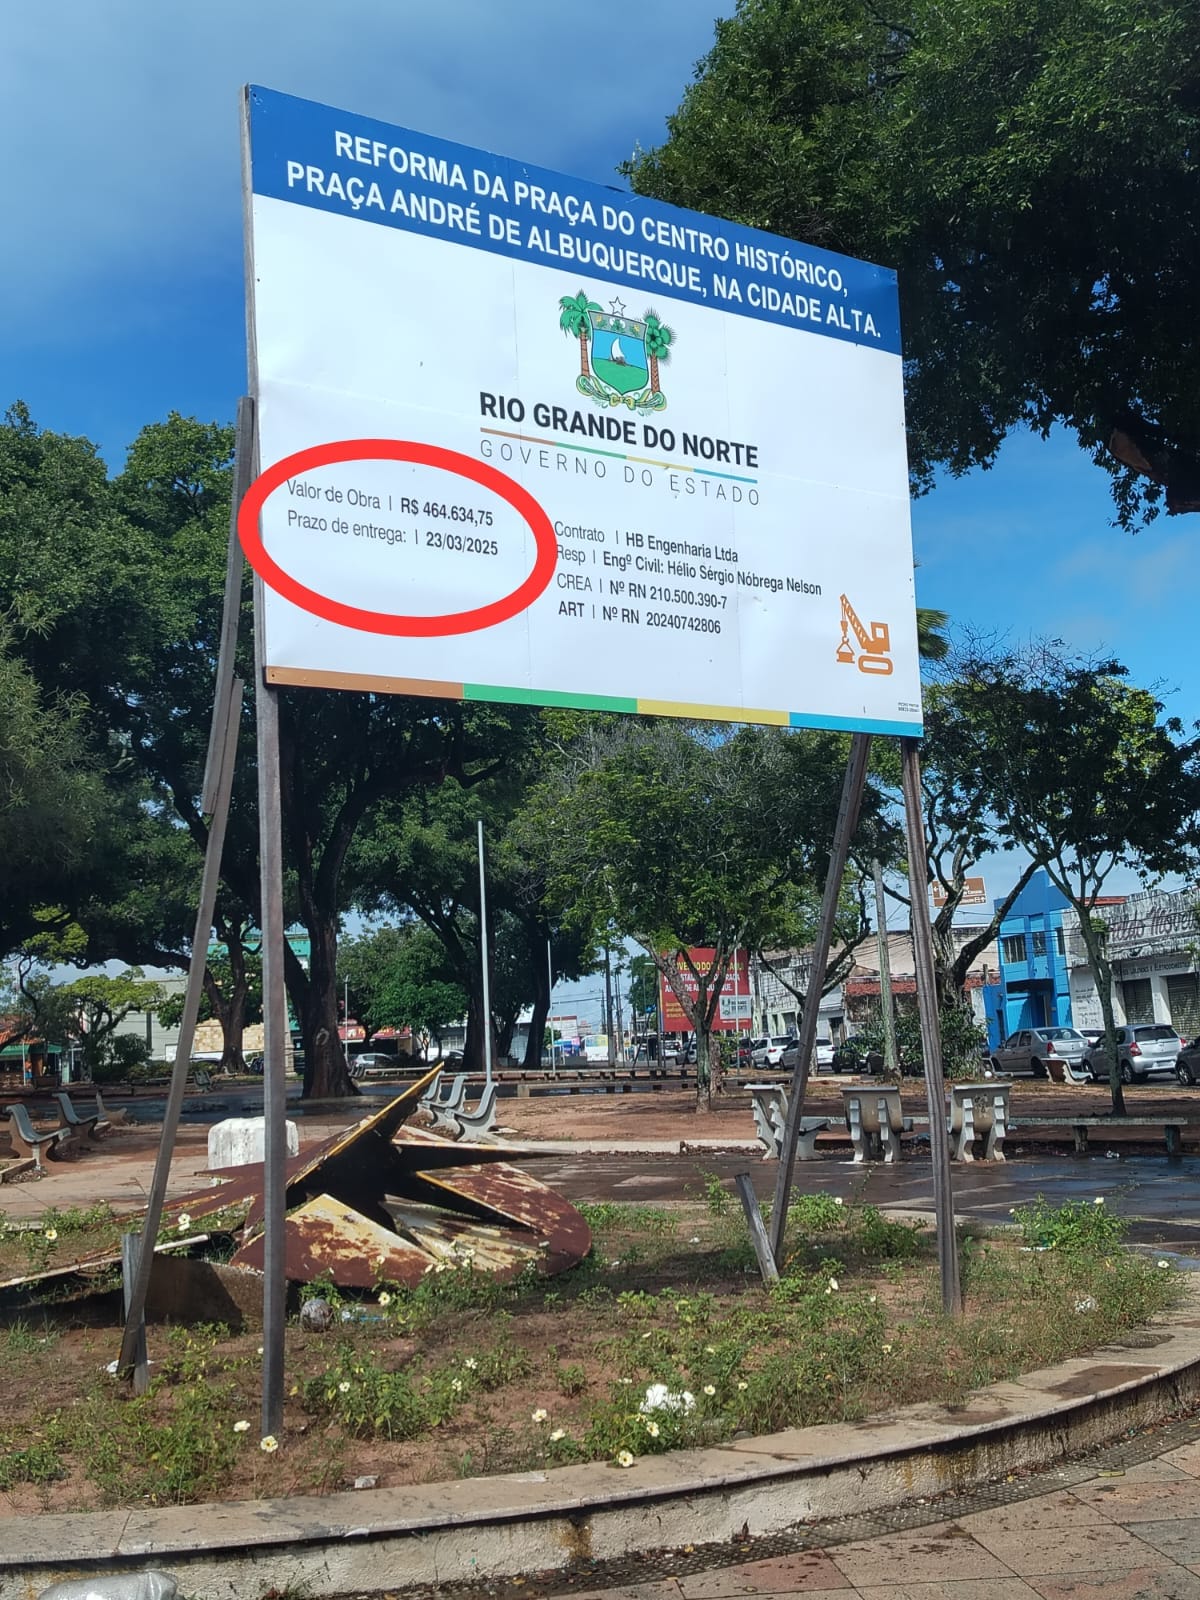 REFORMA DA PRAÇA DO CENTRO HISTÓRICO,
PRAÇA ANDRÉ DE ALBUQUERQUE, NA CIDADE ALTA.
RIO GRANDE DO NORTE
GOVERNO DO ESTADO
Valor de Obra | R$ 464.634,75
Prazo de entrega: | 23/03/2025
Contrato | HB Engenharia Ltda
Resp | Engº Civil: Hélio Sérgio Nóbrega Nelson
CREA | Nº RN 210.500.390-7
ART | Nº RN 20240742806
GOVERNO DO